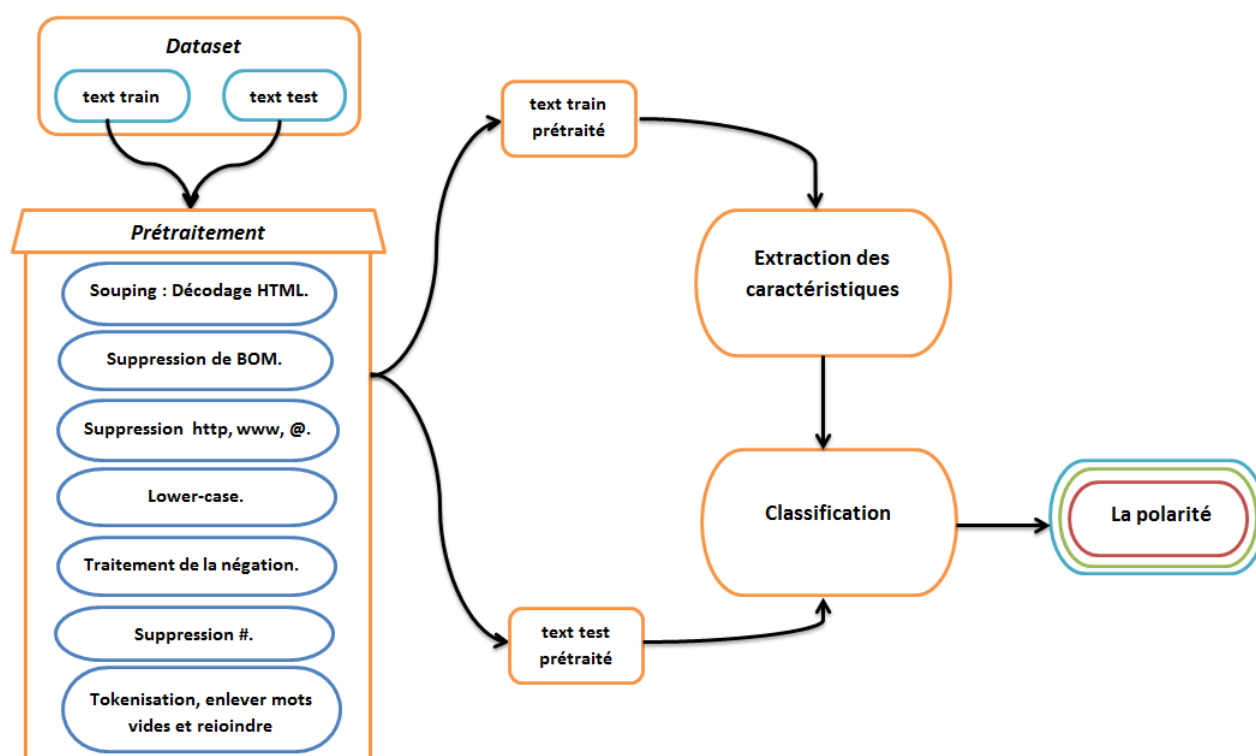 Dataset
text train
text test
Prétraitement
Souping : Décodage HTML.
Suppression de BOM.
Suppression http, www, @.
Lower-case.
Traitement de la négation.
Suppression #.
Tokenisation, enlever mots
vides et reioindre
text train
prétraité
Extraction des
caractéristiques
Classification
text test
prétraité
La polarité